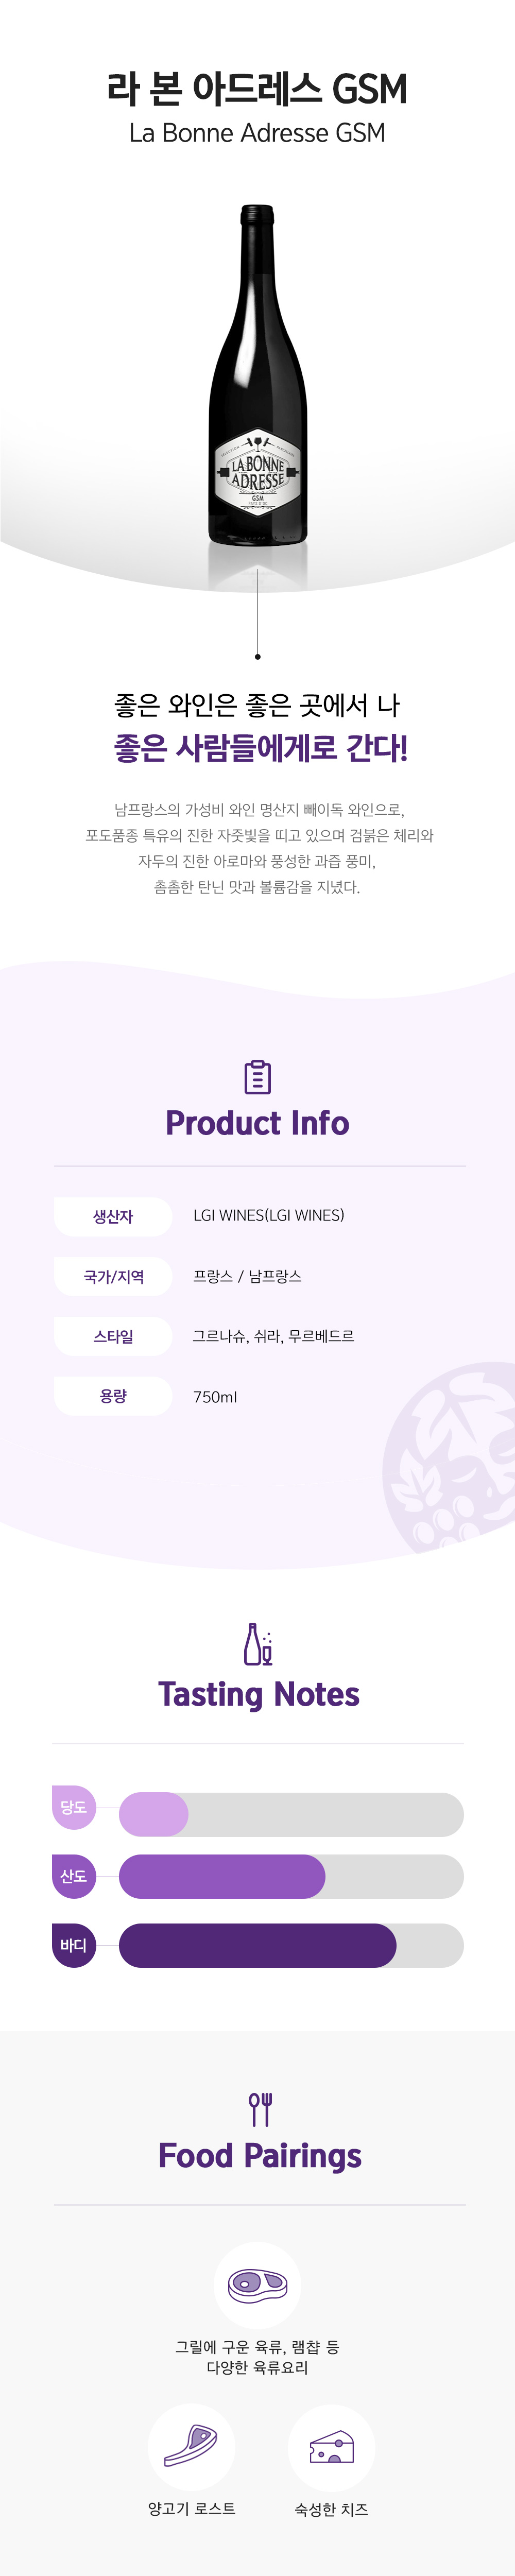 라 본 아드레스 GSM
La Bonne Adresse GSM
LA BONNE
ADRESSE
GSM
좋은 와인은 좋은 곳에서 나
좋은 사람들에게로 간다!
남프랑스의 가성비 와인 명산지 빼이독 와인으로,
포도품종 특유의 진한 자줏빛을 띠고 있으며 검붉은 체리와
자두의 진한 아로마와 풍성한 과즙 풍미,
촘촘한 탄닌 맛과 볼륨감을 지녔다.
Product Info
생산자 LGI WINES(LGI WINES)
국가/지역 프랑스 / 남프랑스
스타일 그르나슈, 쉬라, 무르베드르
용량 750ml
Tasting Notes
당도
산도
바디
Food Pairings
그릴에 구운 육류, 램찹 등
다양한 육류요리
양고기 로스트 숙성한 치즈